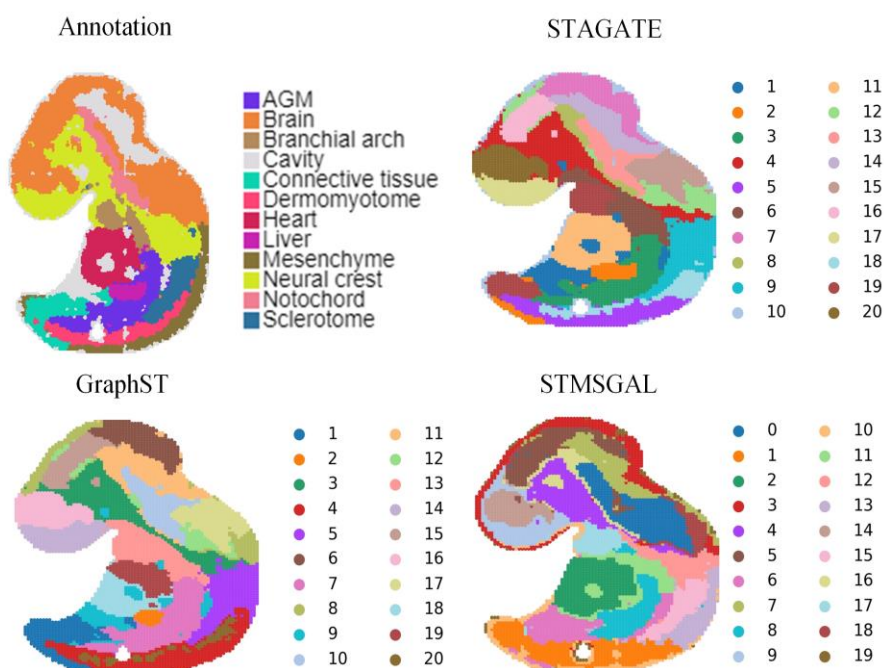 Annotation
AGM
Brain
Branchial arch
Cavity
Connective tissue
Dermomyotome
Heart
Liver
Mesenchyme
Neural crest
Notochord
Sclerotome
STAGATE
1 11
2 12
3 13
4 14
5 15
6 16
7 17
8 18
9 19
10 20
GraphST
1 11
2 12
3 13
4 14
5 15
6 16
7 17
8 18
9 19
10 20
STMSGAL
0 10
1 11
2 12
3 13
4 14
5 15
6 16
7 17
8 18
9 19